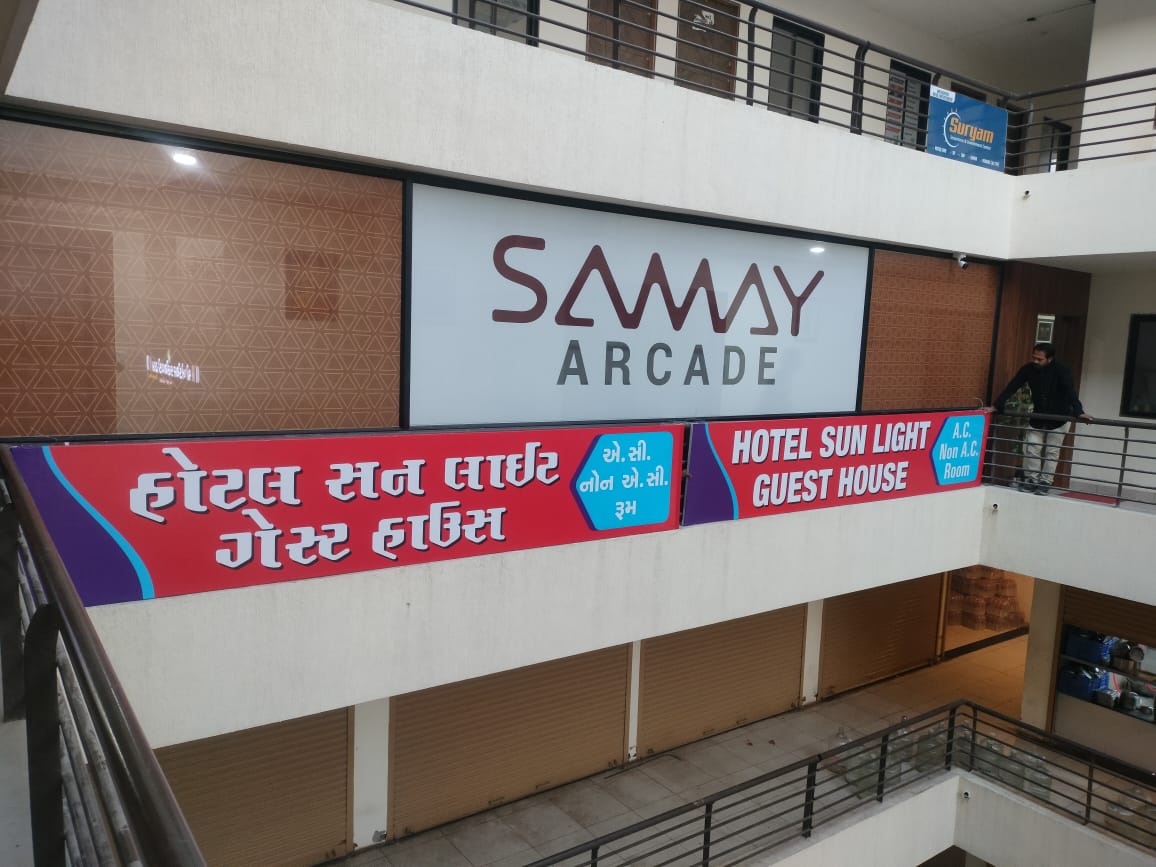 Suryam
SAMAY
ARCADE
હોટલ સન લાઈટ
ગેસ્ટ હાઉસ
એ.સી.
નોન એ.સી.
રૂમ
HOTEL SUN LIGHT
GUEST HOUSE
A.C.
Non A.C.
Room